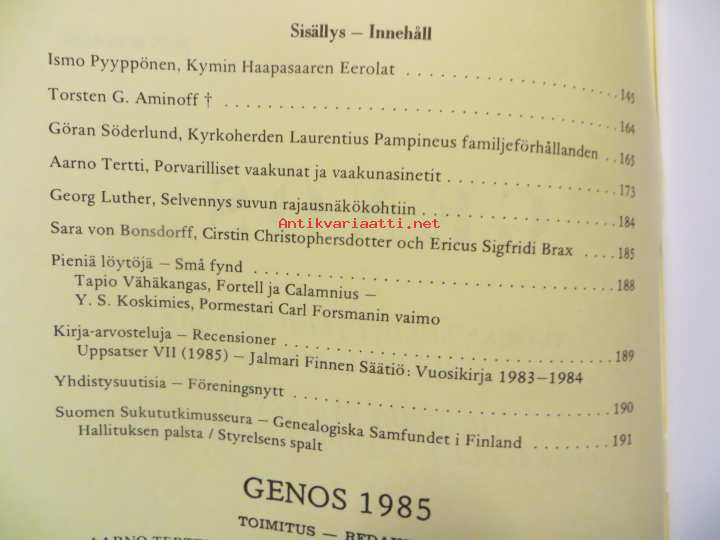 Sisällys — Innehåll
Ismo Pyyppönen, Kymin Haapasaaren Eerolat 145
Torsten G. Aminoff † 164
Göran Söderlund, Kyrkoherden Laurentius Pampineus familjeförhållanden 165
Aarno Tertti, Porvarilliset vaakunat ja vaakunasinetit 173
Georg Luther, Selvennys suvun rajausnäkökohtiin 184
Antikvariaatti.net
Sara von Bonsdorff, Cirstin Christophersdotter och Ericus Sigfridi Brax 185
Pieniä löytöjä — Små fynd 188
Tapio Vähäkangas, Fortell ja Calamnius —
Y. S. Koskimies, Pormestari Carl Forsmanin vaimo
Kirja-arvosteluja — Recensioner 189
Uppsatser VII (1985) — Jalmari Finnen Säätiö: Vuosikirja 1983—1984
Yhdistysuutisia — Föreningsnytt 190
Suomen Sukututkimusseura — Genealogiska Samfundet i Finland 191
Hallituksen palsta / Styrelsens spalt
GENOS 1985
TOIMITUS —